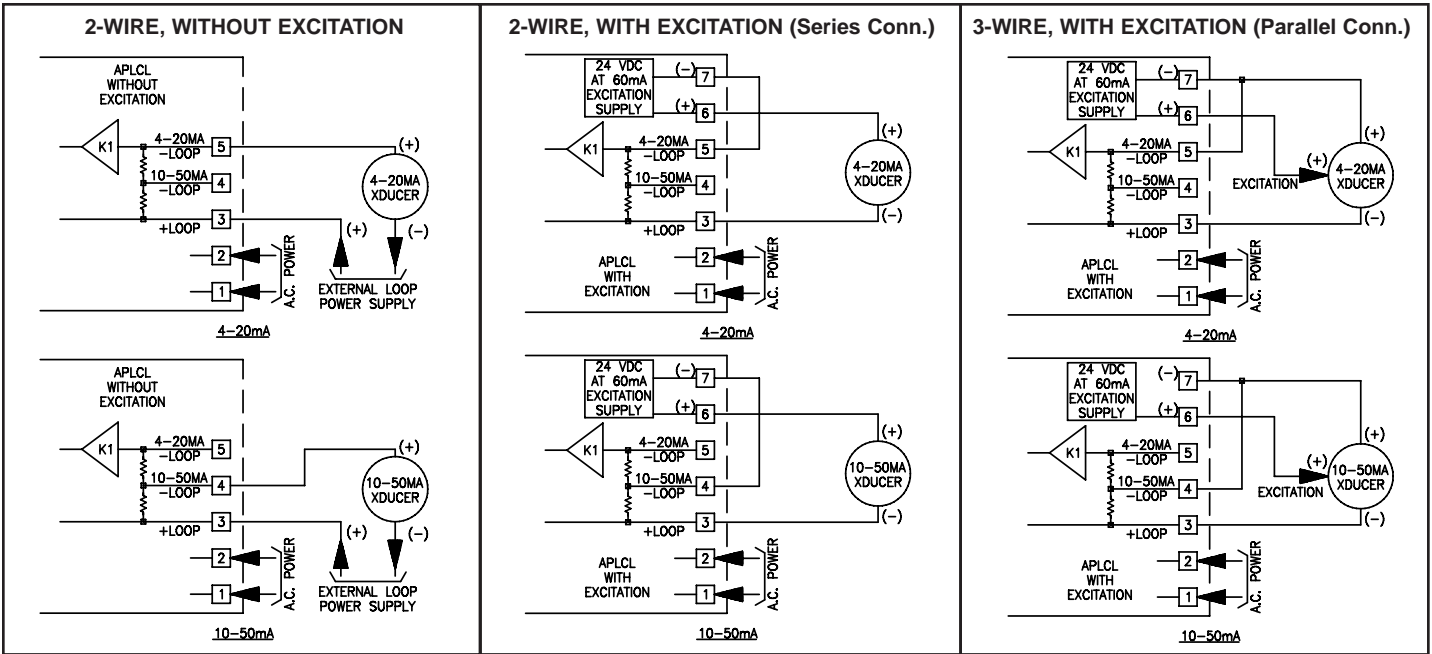 2-WIRE, WITHOUT EXCITATION
APLCL
WITHOUT
EXCITATION
K1
4-20MA
-LOOP
5
10-50MA
-LOOP
4
3
+LOOP
2
1
A.C. POWER
(+)
4-20MA
XDUCER
(+)
(-)
EXTERNAL LOOP
POWER SUPPLY
4-20mA
APLCL
WITHOUT
EXCITATION
K1
4-20MA
-LOOP
5
10-50MA
-LOOP
4
3
+LOOP
2
1
A.C. POWER
(+)
10-50MA
XDUCER
(+)
(-)
EXTERNAL LOOP
POWER SUPPLY
10-50mA
2-WIRE, WITH EXCITATION (Series Conn.)
24 VDC
AT 60mA
EXCITATION
SUPPLY
(-)
7
(+)
6
K1
4-20MA
-LOOP
5
10-50MA
-LOOP
4
3
+LOOP
2
1
A.C. POWER
APLCL
WITH
EXCITATION
(+)
4-20MA
XDUCER
(-)
4-20mA
24 VDC
AT 60mA
EXCITATION
SUPPLY
(-)
7
(+)
6
K1
4-20MA
-LOOP
5
10-50MA
-LOOP
4
3
+LOOP
2
1
A.C. POWER
APLCL
WITH
EXCITATION
(+)
10-50MA
XDUCER
(-)
10-50mA
3-WIRE, WITH EXCITATION (Parallel Conn.)
24 VDC
AT 60mA
EXCITATION
SUPPLY
(-)
7
(+)
6
K1
4-20MA
-LOOP
5
10-50MA
-LOOP
4
3
+LOOP
2
1
A.C. POWER
APLCL
WITH
EXCITATION
(+)
EXCITATION
(+)
4-20MA
XDUCER
(-)
4-20mA
24 VDC
AT 60mA
EXCITATION
SUPPLY
(-)
7
(+)
6
K1
4-20MA
-LOOP
5
10-50MA
-LOOP
4
3
+LOOP
2
1
A.C. POWER
APLCL
WITH
EXCITATION
(+)
EXCITATION
(+)
10-50MA
XDUCER
(-)
10-50mA